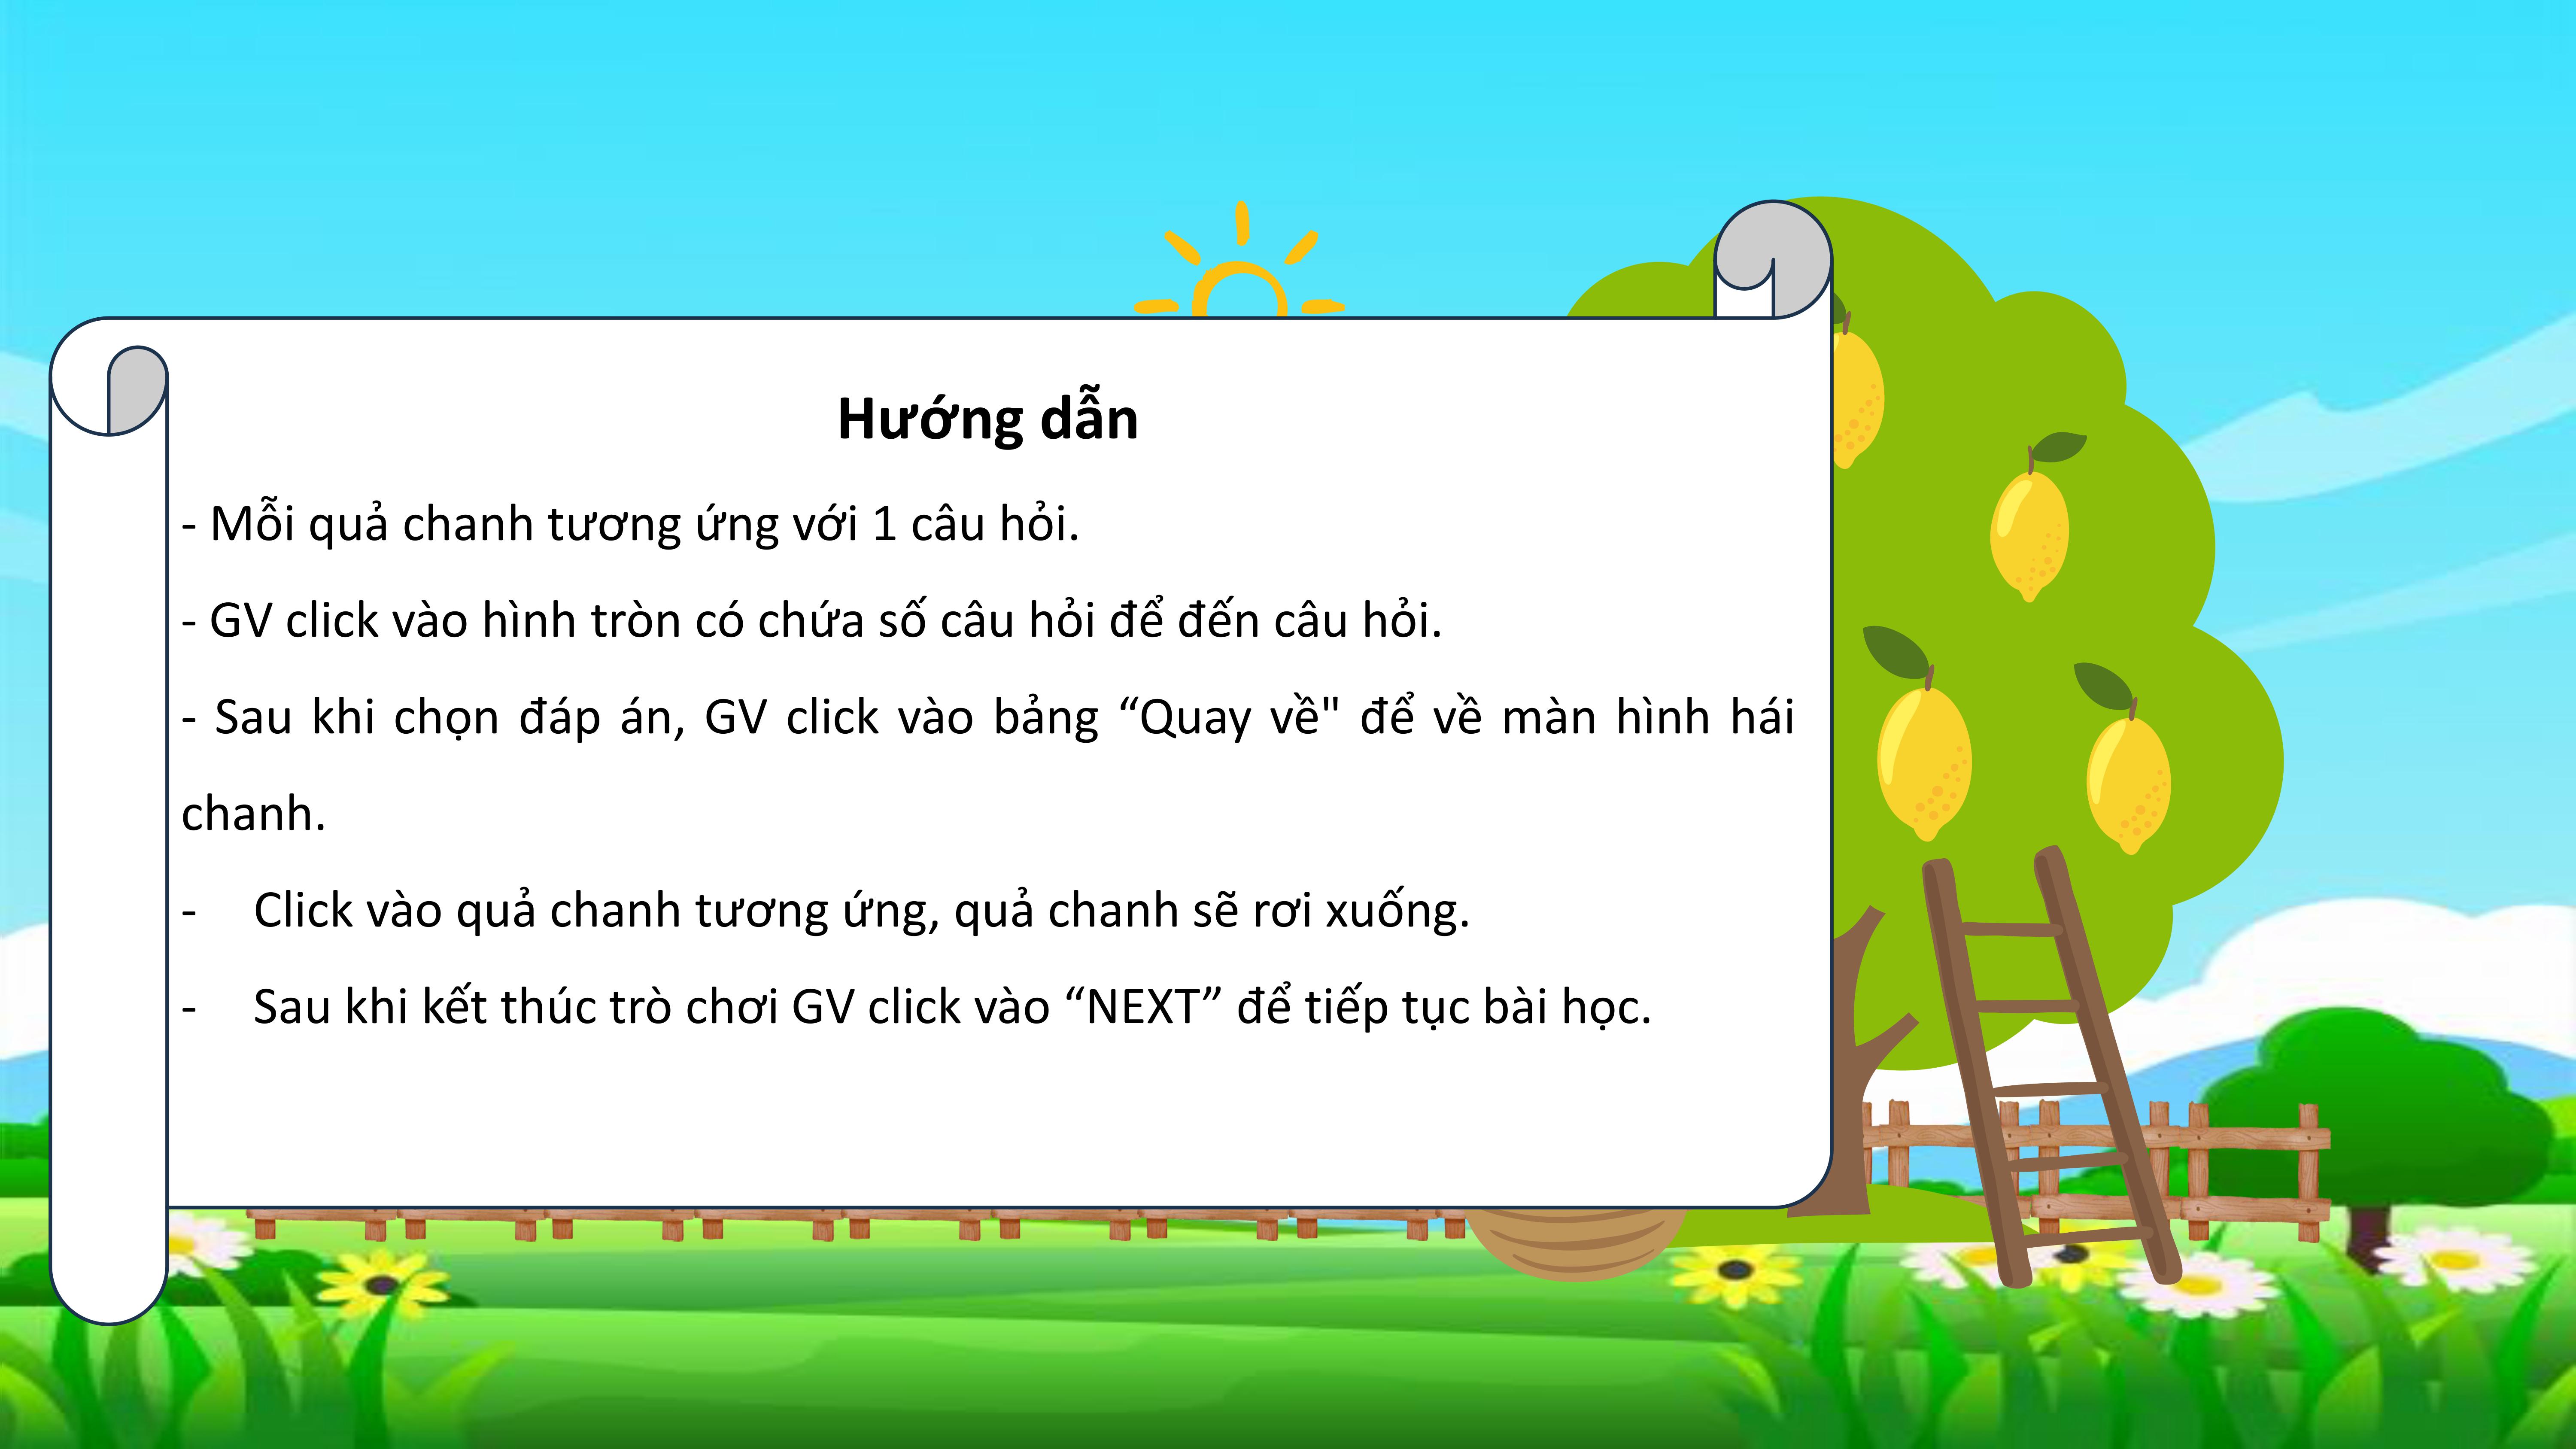 Hướng dẫn
- Mỗi quả chanh tương ứng với 1 câu hỏi.
- GV click vào hình tròn có chứa số câu hỏi để đến câu hỏi.
- Sau khi chọn đáp án, GV click vào bảng “Quay về" để về màn hình hái
chanh.
- Click vào quả chanh tương ứng, quả chanh sẽ rơi xuống.
- Sau khi kết thúc trò chơi GV click vào “NEXT” để tiếp tục bài học.